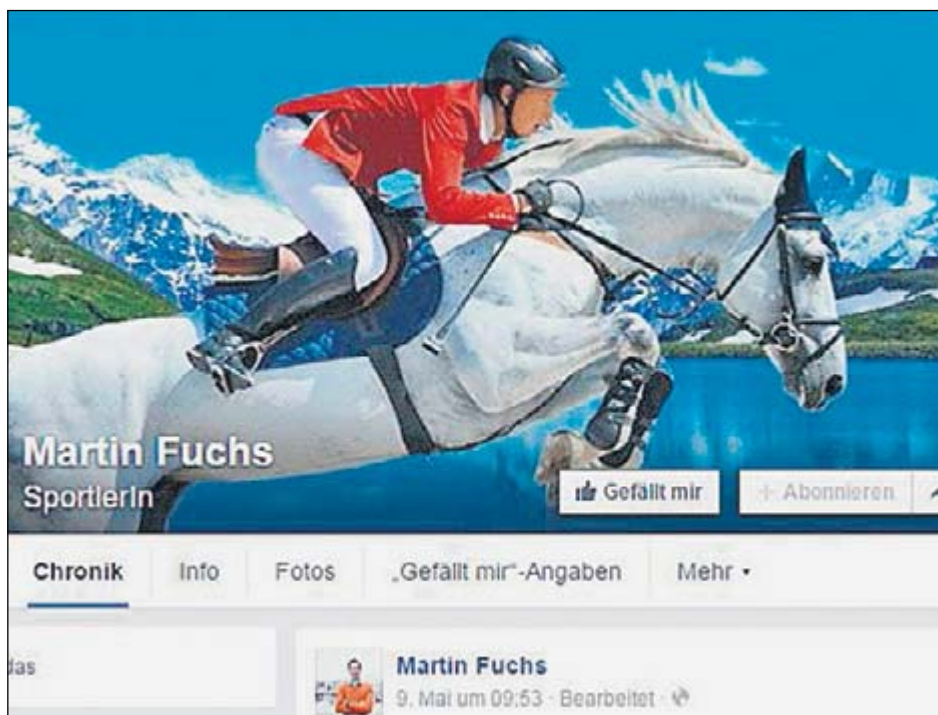 Martin Fuchs
SportlerIn
Gefällt mir
+ Abonnieren
Chronik Info Fotos „Gefällt mir“-Angaben Mehr
das
Martin Fuchs
9. Mai um 09:53 · Bearbeitet ·